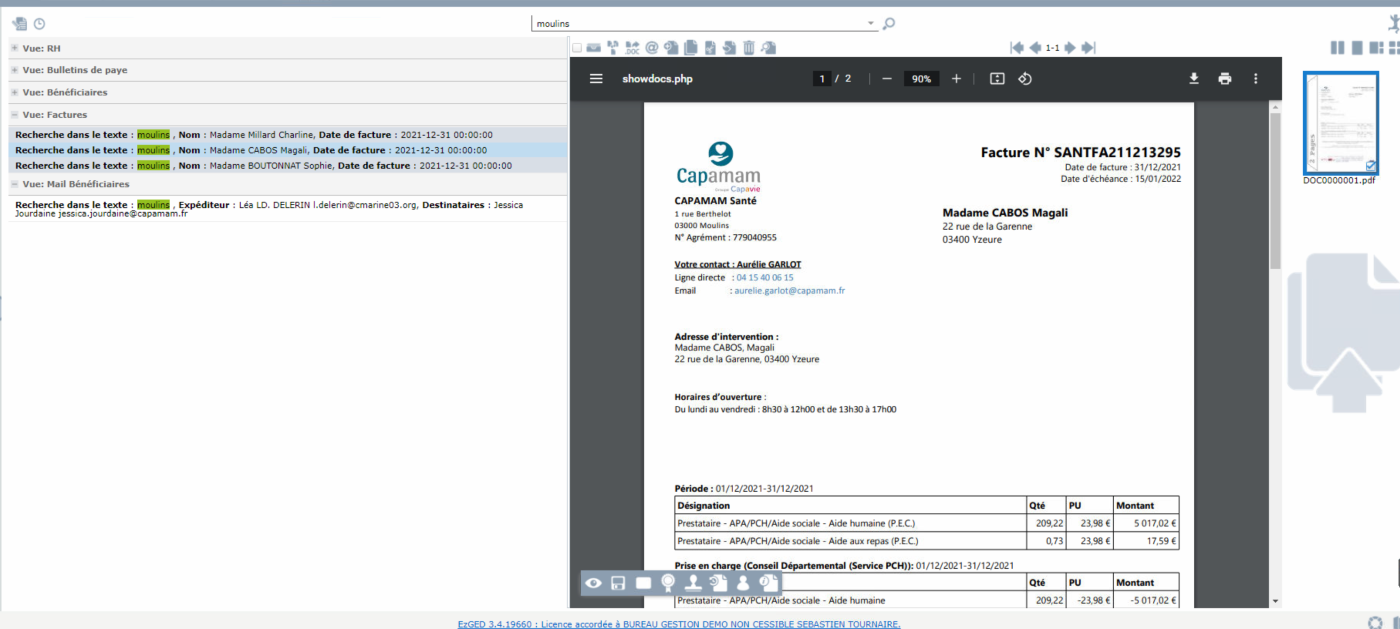 moulins
Vue: RH
Vue: Bulletins de paye
Vue: Bénéficiaires
Vue: Factures
Recherche dans le texte : moulins , Nom : Madame Millard Charline, Date de facture : 2021-12-31 00:00:00
Recherche dans le texte : moulins , Nom : Madame CABOS Magali, Date de facture : 2021-12-31 00:00:00
Recherche dans le texte : moulins , Nom : Madame BOUTONNAT Sophie, Date de facture : 2021-12-31 00:00:00
Vue: Mail Bénéficiaires
Recherche dans le texte : moulins , Expéditeur : Léa LD. DELERIN l.delerin@cmarine03.org, Destinataires : Jessica
Jourdaine jessica.jourdaine@capamam.fr
DOC
1-1
showdocs.php
1 / 2
90%
Capamam
Capavie
Facture N° SANTFA211213295
Date de facture : 31/12/2021
Date d'échéance : 15/01/2022
CAPAMAM Santé
1 rue Berthelot
03000 Moulins
N° Agrément : 779040955
Madame CABOS Magali
22 rue de la Garenne
03400 Yzeure
Votre contact : Aurélie GARLOT
Ligne directe : 04 15 40 06 15
Email : aurelie.garlot@capamam.fr
Adresse d'intervention :
Madame CABOS, Magali
22 rue de la Garenne, 03400 Yzeure
Horaires d'ouverture :
Du lundi au vendredi : 8h30 à 12h00 et de 13h30 à 17h00
Période : 01/12/2021-31/12/2021
Désignation Qté PU Montant
Prestataire - APA/PCH/Aide sociale - Aide humaine (P.E.C.) 209,22 23,98 € 5 017,02 €
Prestataire - APA/PCH/Aide sociale - Aide aux repas (P.E.C.) 0,73 23,98 € 17,59 €
Prise en charge (Conseil Départemental (Service PCH)): 01/12/2021-31/12/2021
Qté PU Montant
Prestataire - APA/PCH/Aide sociale - Aide humaine 209,22 -23,98 € -5 017,02 €
2 Pages
DOC0000001.pdf
EzGED 3.4.19660 : Licence accordée à BUREAU GESTION DEMO NON CESSIBLE SEBASTIEN TOURNAIRE.